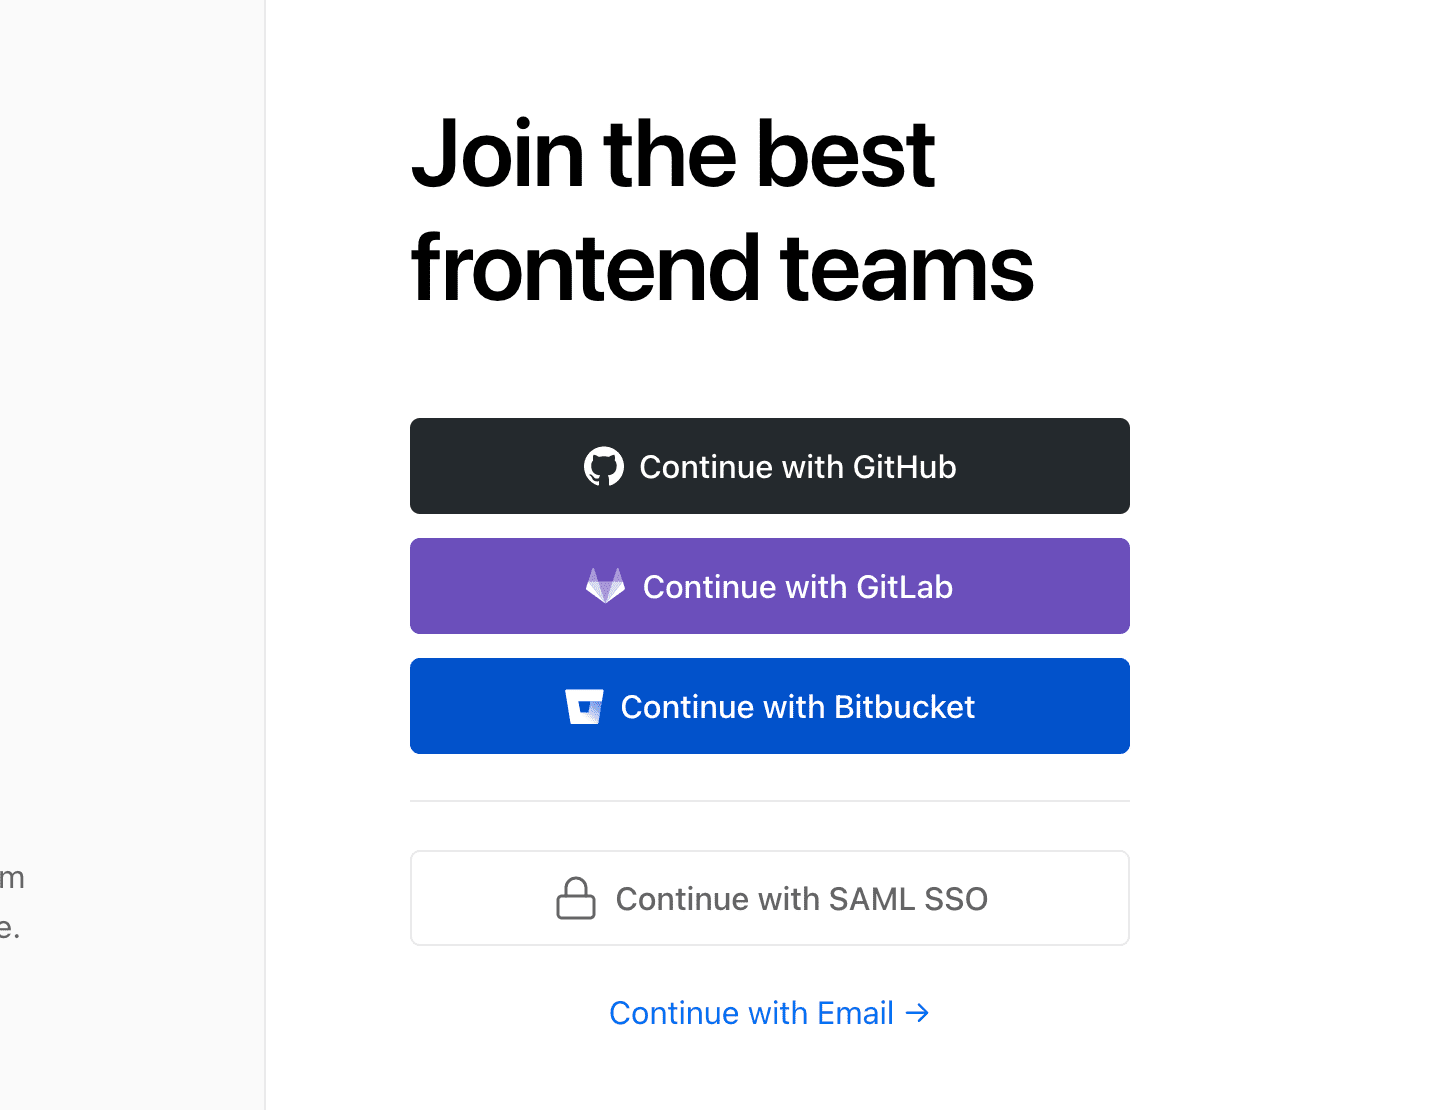 Join the best
frontend teams
Continue with GitHub
Continue with GitLab
Continue with Bitbucket
m
e.
Continue with SAML SSO
Continue with Email →